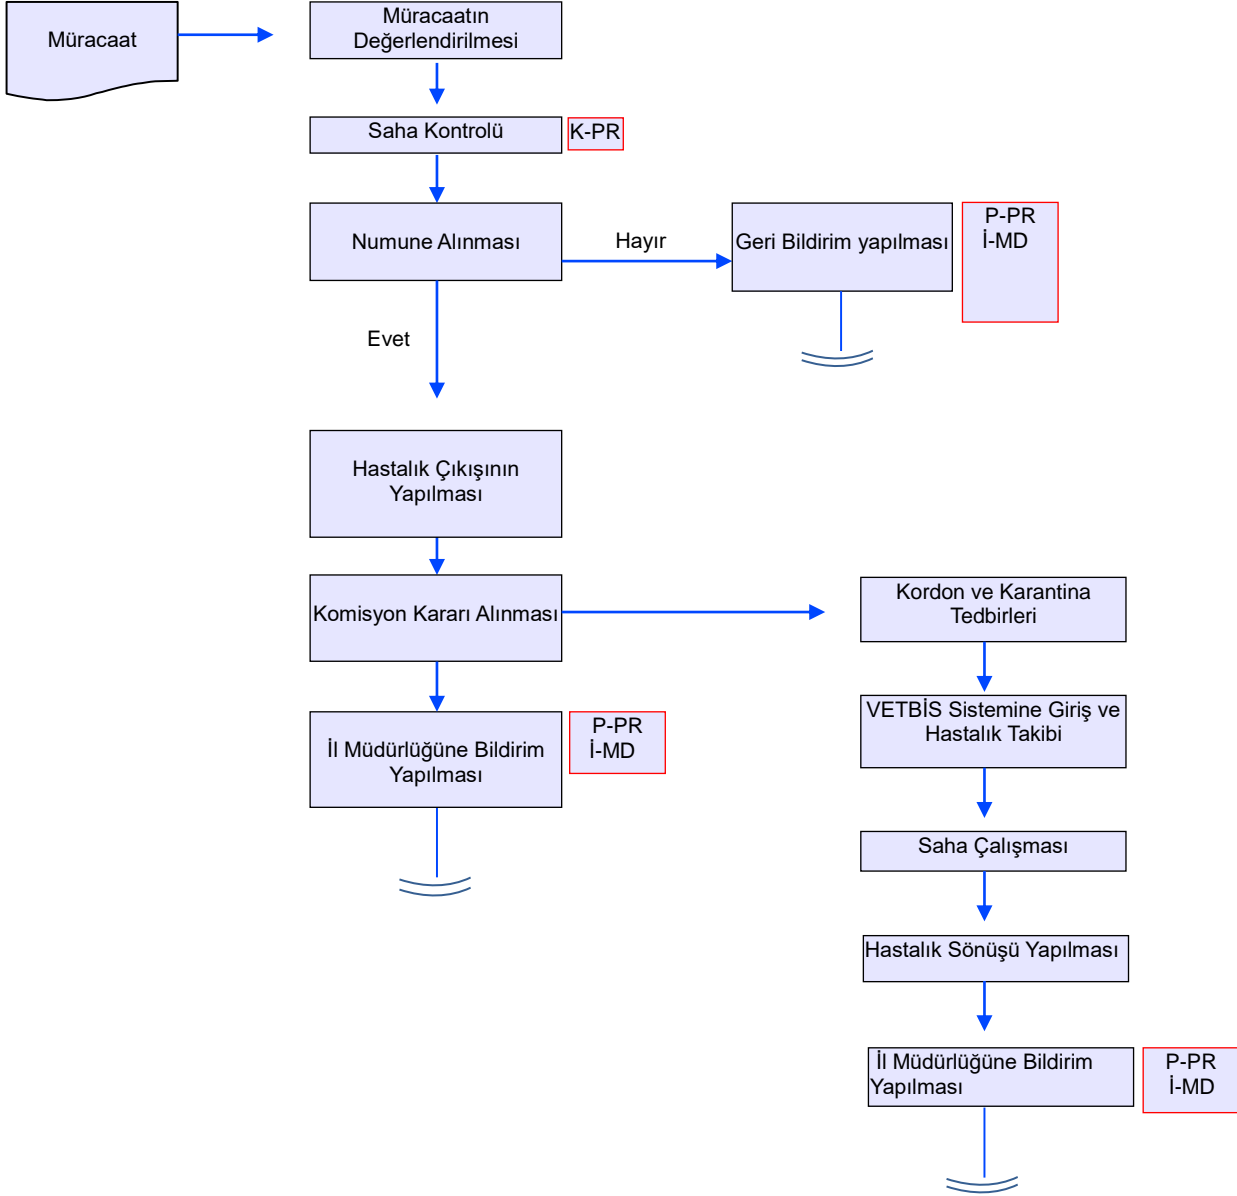 Müracaat
Müracaatın
Değerlendirilmesi
Saha Kontrolü
K-PR
Numune Alınması
Hayır
Geri Bildirim yapılması
P-PR
İ-MD
Evet
Hastalık Çıkışının
Yapılması
Komisyon Kararı Alınması
Kordon ve Karantina
Tedbirleri
İl Müdürlüğüne Bildirim
Yapılması
P-PR
İ-MD
VETBİS Sistemine Giriş ve
Hastalık Takibi
Saha Çalışması
Hastalık Sönüşü Yapılması
İl Müdürlüğüne Bildirim
Yapılması
P-PR
İ-MD